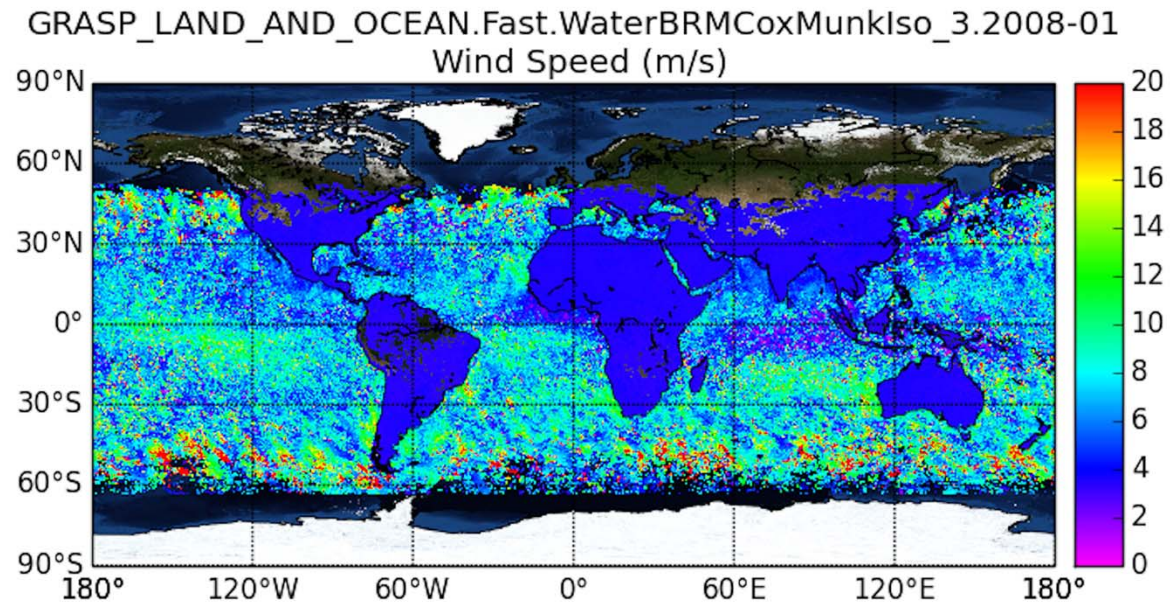 GRASP_LAND_AND_OCEAN.Fast.WaterBRMCoxMunkIso_3.2008-01
Wind Speed (m/s)
90°N
60°N
30°N
0°
30°S
60°S
90°S
180° 120°W 60°W 0° 60°E 120°E 180°
20
18
16
14
12
10
8
6
4
2
0